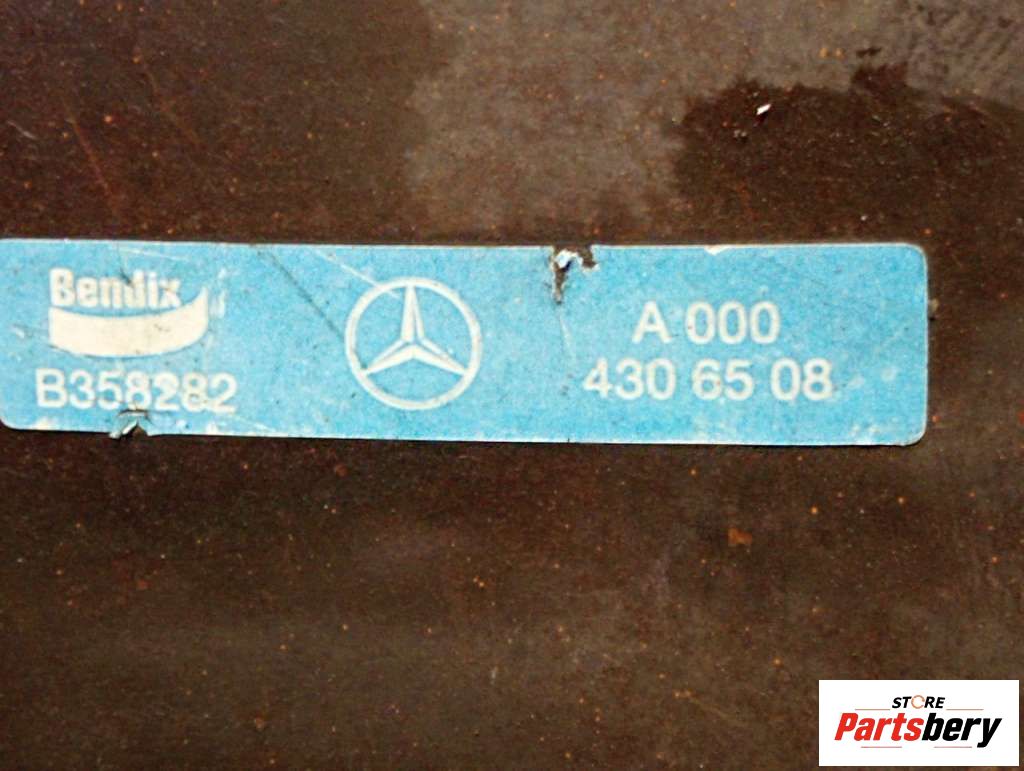 Bendix
B358282
A 000
430 65 08
STORE
Partsbery